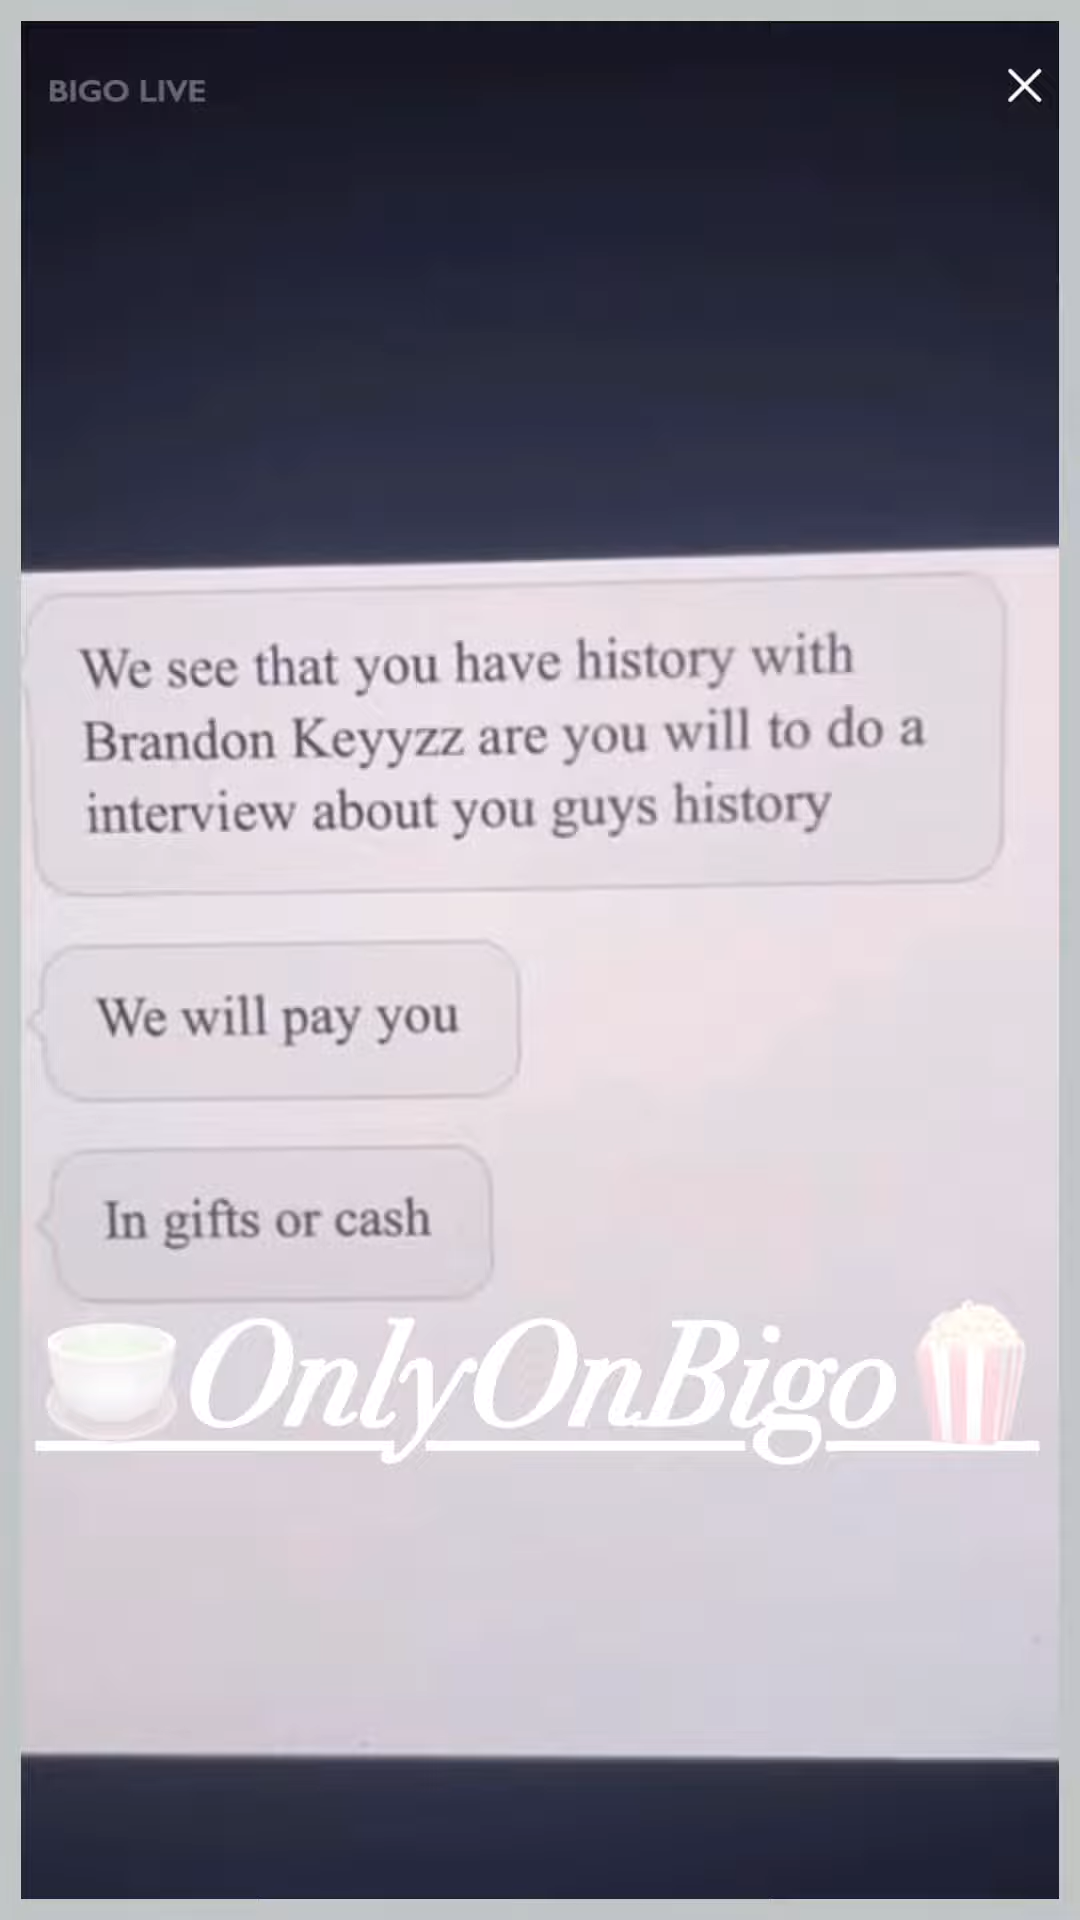 BIGO LIVE
We see that you have history with
Brandon Keyyzz are you will to do a
interview about you guys history
We will pay you
In gifts or cash
OnlyOnBigo